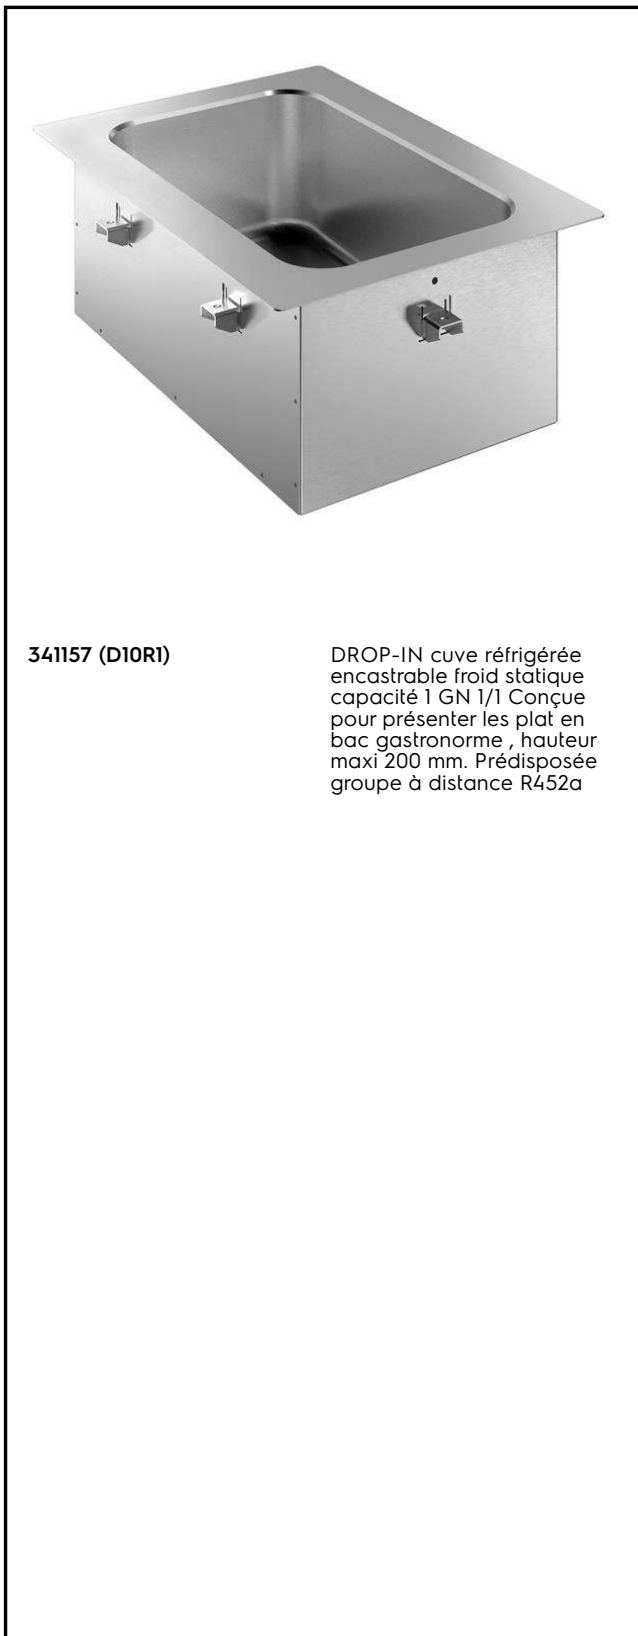 341157 (D10R1)
DROP-IN cuve réfrigérée
encastrable froid statique
capacité 1 GN 1/1 Conçue
pour présenter les plat en
bac gastronorme , hauteur
maxi 200 mm. Prédisposée
groupe à distance R452a